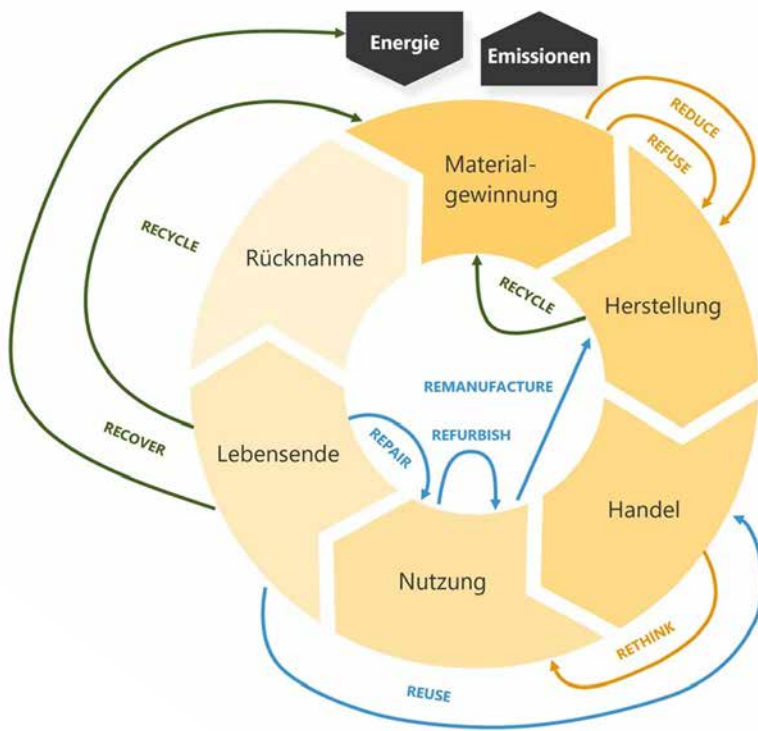 Energie
Emissionen
REDUCE
REFUSE
Material-
gewinnung
RECYCLE
Rücknahme
RECYCLE
Herstellung
REMANUFACTURE
REFURBISH
REPAIR
RECOVER
Lebensende
Handel
Nutzung
RETHINK
REUSE